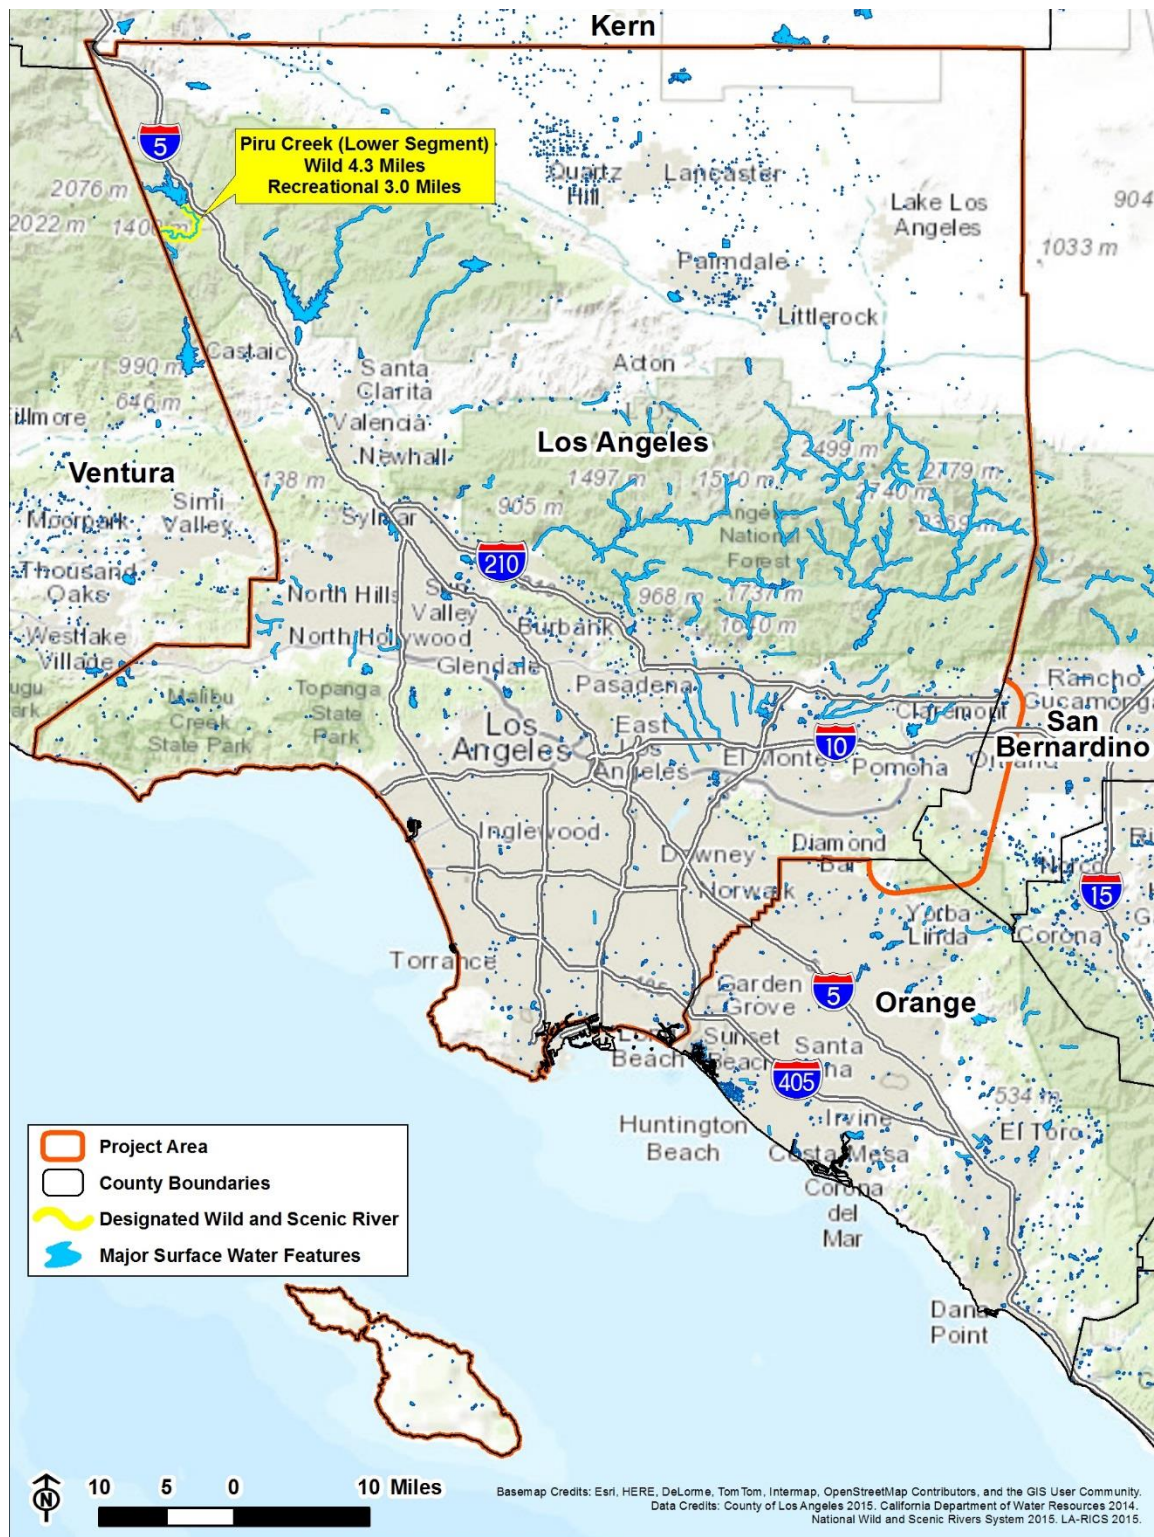 Kern
5
Piru Creek (Lower Segment)
Wild 4.3 Miles
Recreational 3.0 Miles
2076 m
2022 m
Quartz
Hill
Lancaster
Lake Los
Angeles
904
1033 m
Palmdale
Littlerock
Castaic
990 m
646 m
Santa
Clarita
Acton
Valencia
Newhall
Los Angeles
Ventura
138 m
Simi
Valley
Moorpark
Sylmar
905 m
1497 m
1510 m
2499 m
2779 m
Angeles
National
Forest
210
Thousand
Oaks
North Hills
Sun
Valley
968 m
1737 m
1610 m
Burbank
Westlake
Village
North Hollywood
Glendale
Pasadena
Malibu
Creek
State Park
Topanga
State
Park
Los
Angeles
East
Los
Angeles
El Monte
10
Pomona
Claremont
Ontario
Rancho
Cucamonga
San
Bernardino
Inglewood
Downey
Diamond
Bar
Norwalk
Norco
15
Yorba
Linda
Corona
Torrance
Garden
Grove
5
Orange
Long
Beach
Sunset
Beach
Santa
Ana
405
534 m
Huntington
Beach
Irvine
El Toro
Costa Mesa
Corona
del
Mar
Dana
Point
Project Area
County Boundaries
Designated Wild and Scenic River
Major Surface Water Features
N
10 5 0 10 Miles
Basemap Credits: Esri, HERE, DeLorme, TomTom, Intermap, OpenStreetMap Contributors, and the GIS User Community.
Data Credits: County of Los Angeles 2015. California Department of Water Resources 2014.
National Wild and Scenic Rivers System 2015. LA-RICS 2015.